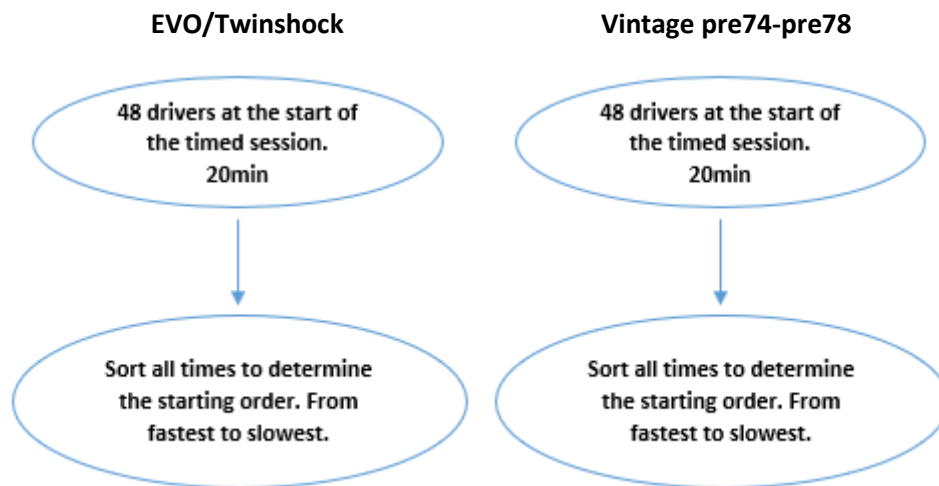 EVO/Twinshock
48 drivers at the start of
the timed session.
20min
Sort all times to determine
the starting order. From
fastest to slowest.
Vintage pre74-pre78
48 drivers at the start of
the timed session.
20min
Sort all times to determine
the starting order. From
fastest to slowest.